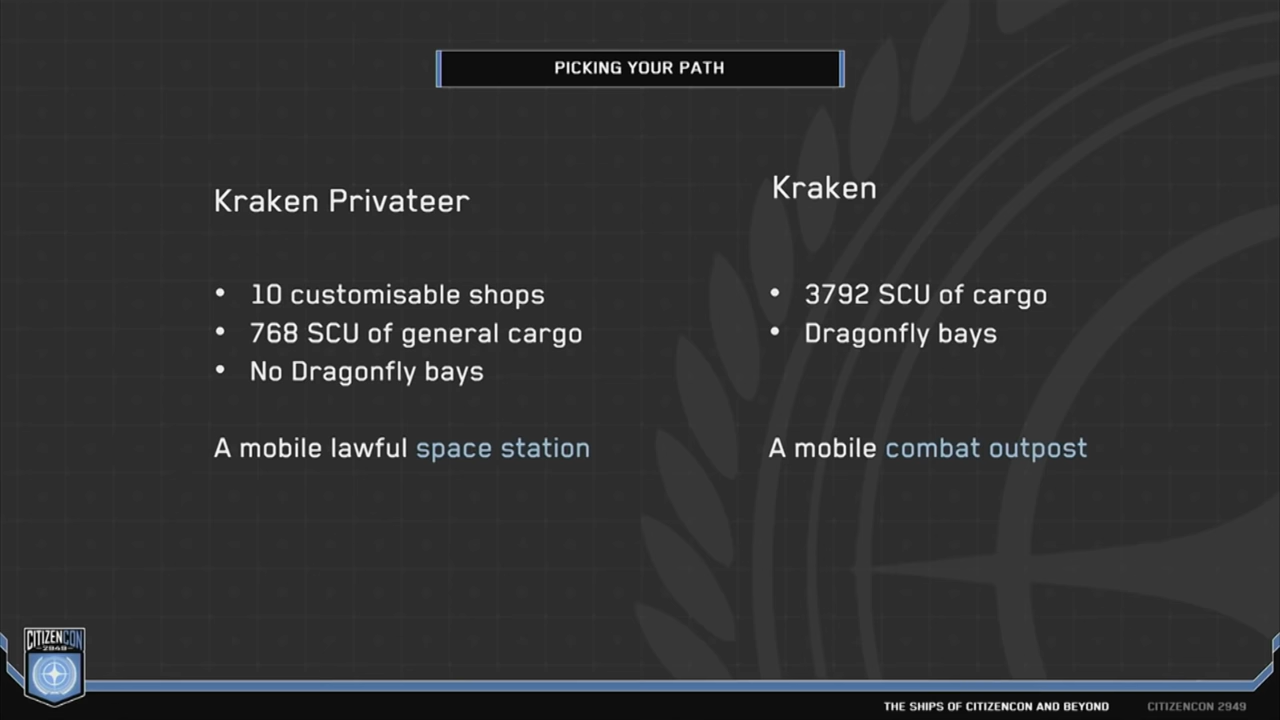 PICKING YOUR PATH
Kraken Privateer
• 10 customisable shops
• 768 SCU of general cargo
• No Dragonfly bays
A mobile lawful space station
Kraken
• 3792 SCU of cargo
• Dragonfly bays
A mobile combat outpost
CITIZENCON
2949
THE SHIPS OF CITIZENCON AND BEYOND
CITIZENCON 2949